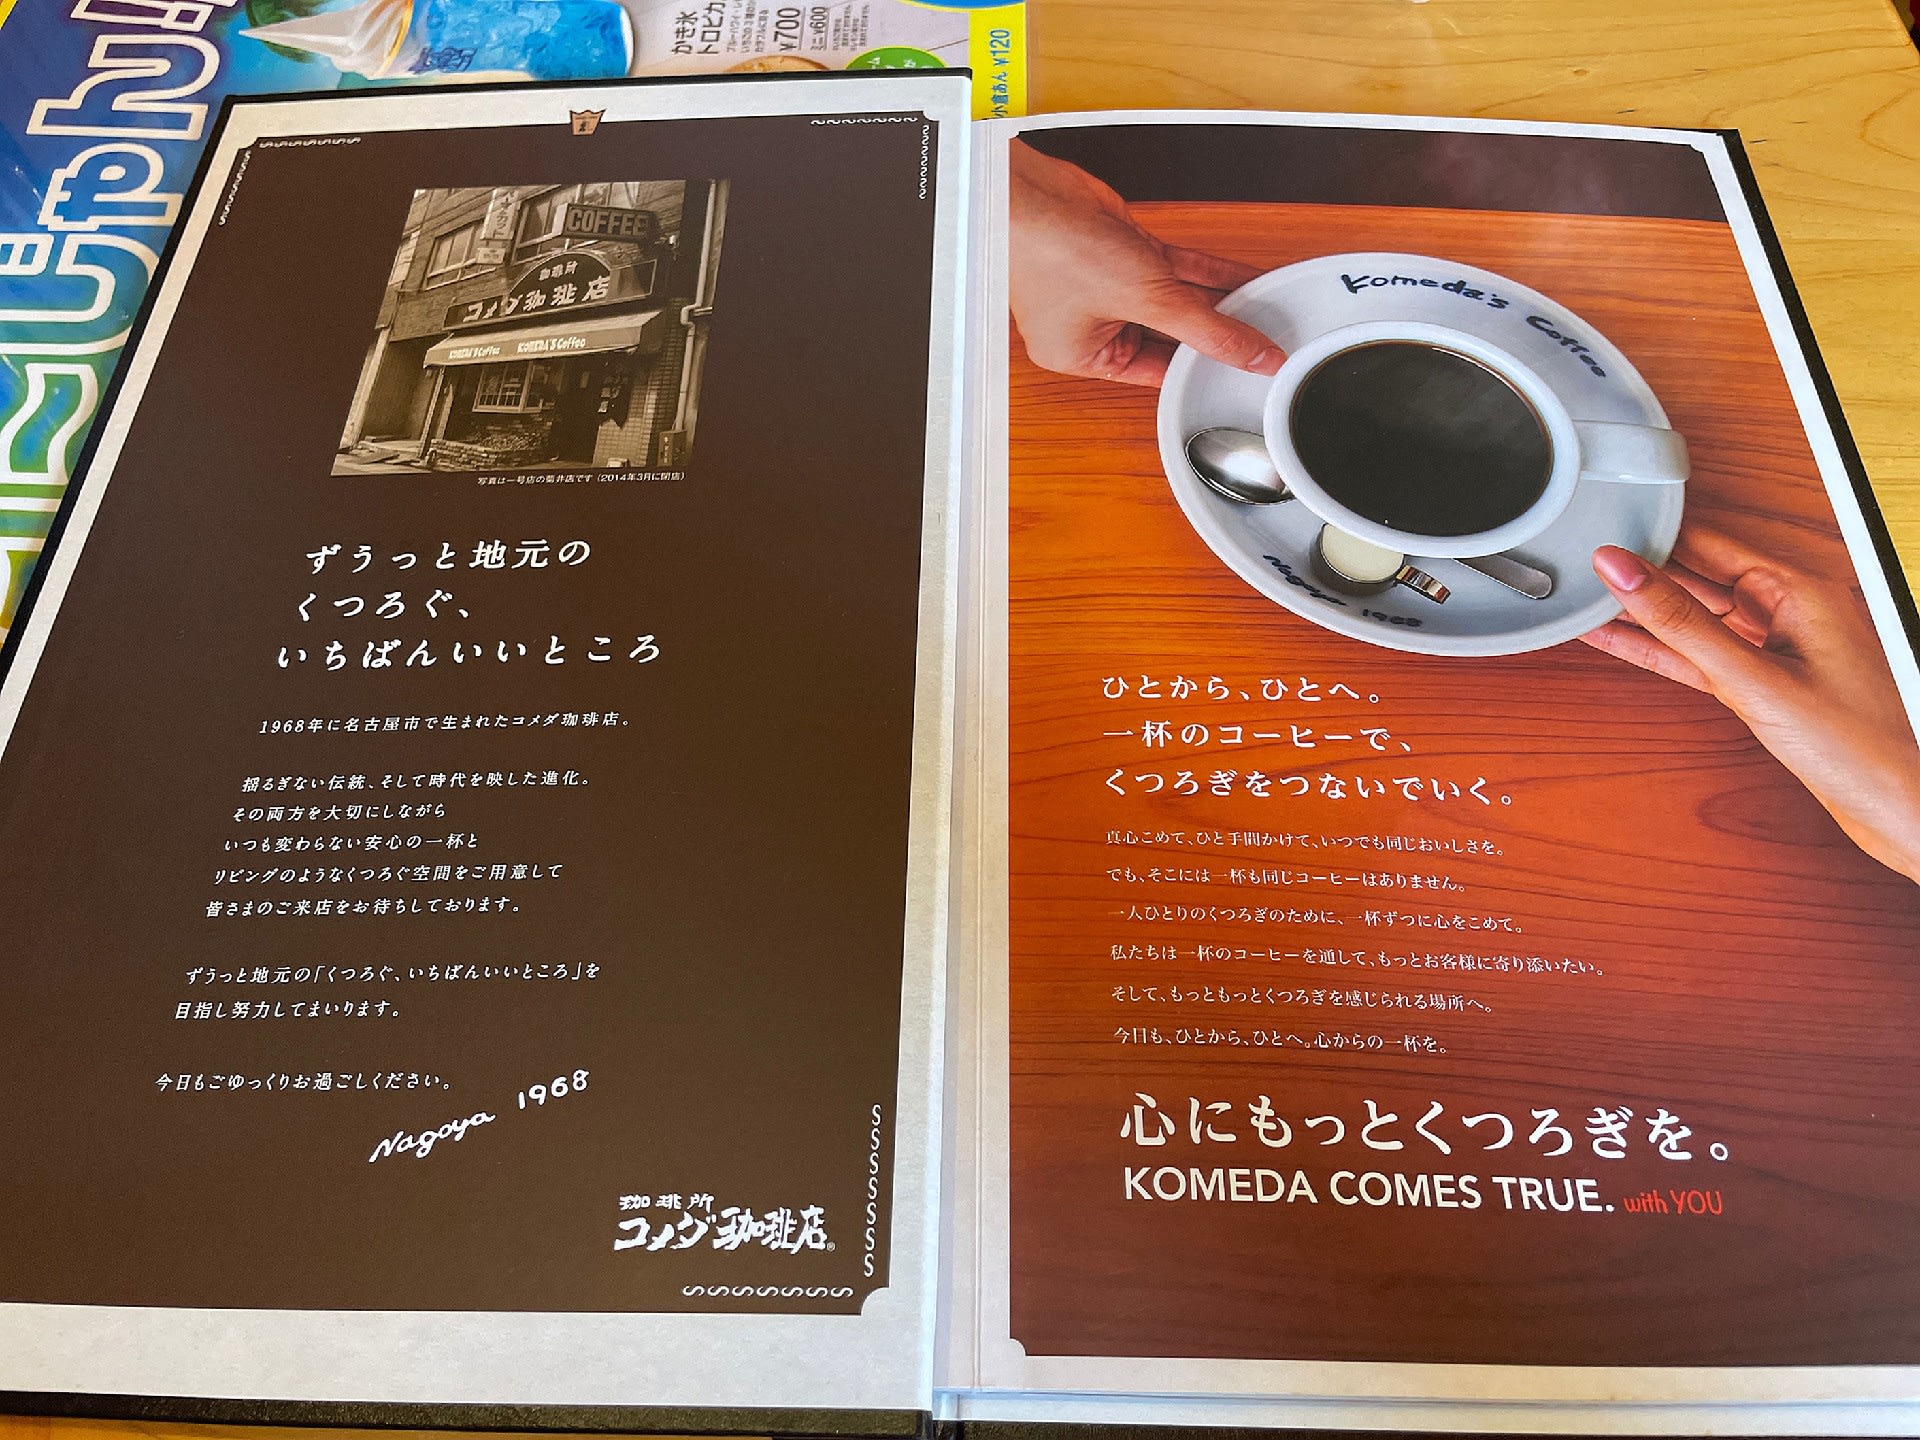 じゃん
かき氷
トロピカ
¥700
ミニ ¥600
小倉あん ¥120
COFFEE
珈琲所
コメダ珈琲店
KOMEDA'S Coffee
KOMEDA'S Coffee
写真は一号店の菊井店です（2014年3月に閉店）
ずうっと地元の
くつろぐ、
いちばんいいところ
1968年に名古屋市で生まれたコメダ珈琲店。
揺るぎない伝統、そして時代を映した進化。
その両方を大切にしながら
いつも変わらない安心の一杯と
リビングのようなくつろぐ空間をご用意して
皆さまのご来店をお待ちしております。
ずうっと地元の「くつろぐ、いちばんいいところ」を
目指し努力してまいります。
今日もごゆっくりお過ごしください。
Nagoya 1968
珈琲所
コメダ珈琲店®
Komeda's Coffee
Nagoya 1968
ひとから、ひとへ。
一杯のコーヒーで、
くつろぎをつないでいく。
真心こめて、ひと手間かけて、いつでも同じおいしさを。
でも、そこには一杯も同じコーヒーはありません。
一人ひとりのくつろぎのために、一杯ずつに心をこめて。
私たちは一杯のコーヒーを通して、もっとお客様に寄り添いたい。
そして、もっともっとくつろぎを感じられる場所へ。
今日も、ひとから、ひとへ。心からの一杯を。
心にもっとくつろぎを。
KOMEDA COMES TRUE. with YOU